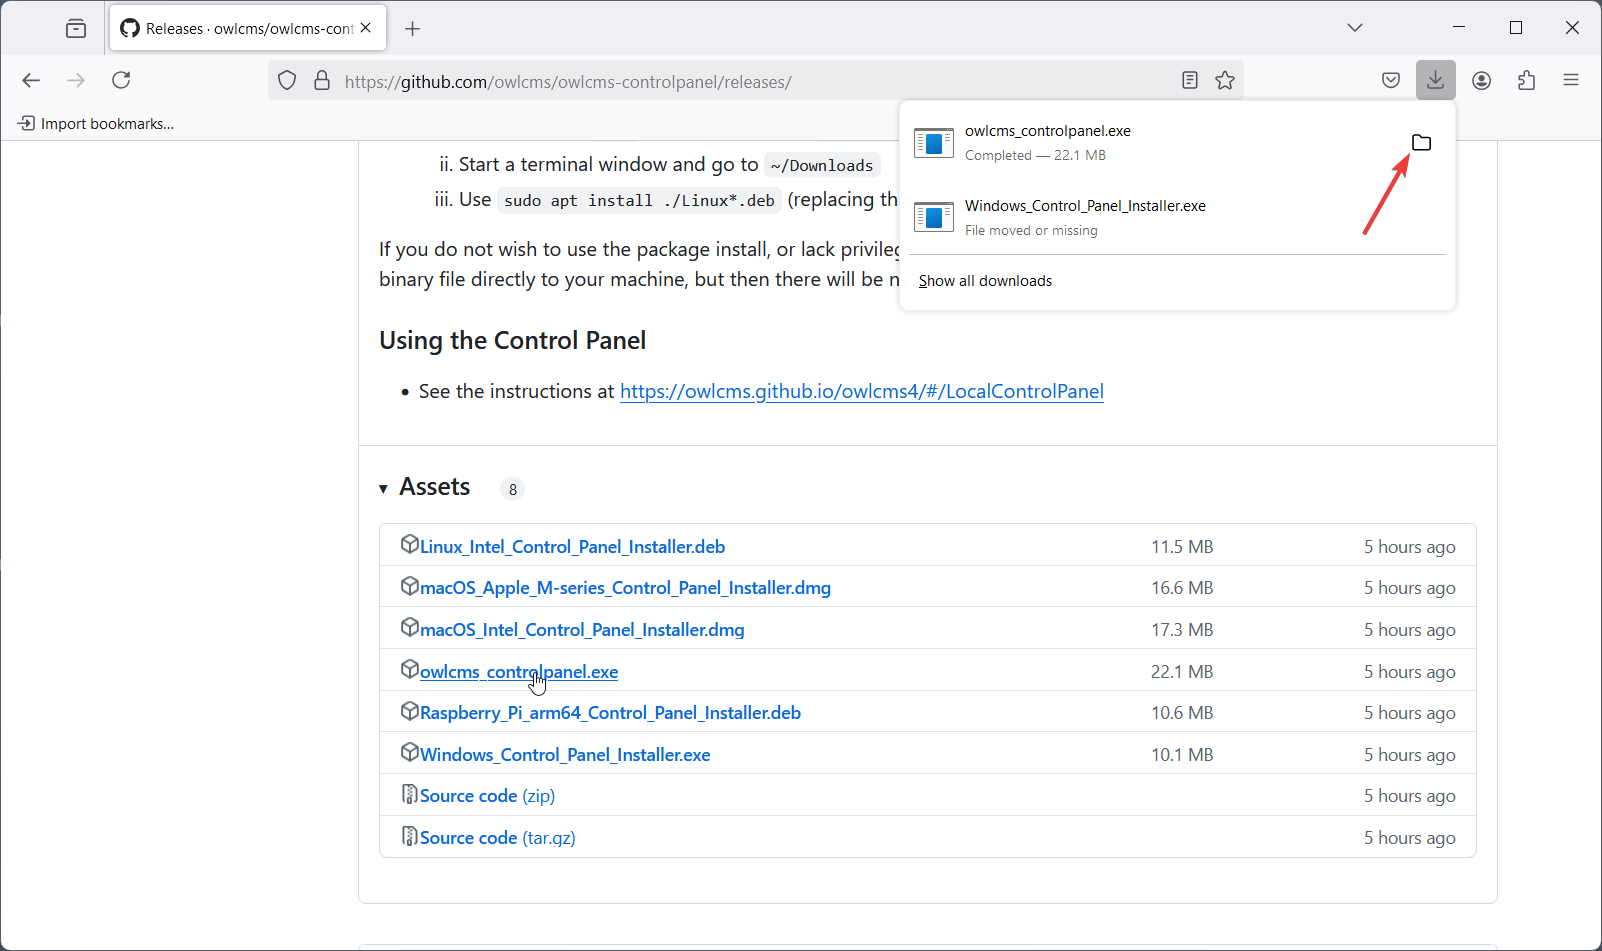 Releases · owlcms/owlcms-cont
https://github.com/owlcms/owlcms-controlpanel/releases/
Import bookmarks...
owlcms_controlpanel.exe
Completed — 22.1 MB
Windows_Control_Panel_Installer.exe
File moved or missing
Show all downloads
ii. Start a terminal window and go to ~/Downloads
iii. Use sudo apt install ./Linux*.deb (replacing th
If you do not wish to use the package install, or lack privileg
binary file directly to your machine, but then there will be n
Using the Control Panel
• See the instructions at https://owlcms.github.io/owlcms4/#/LocalControlPanel
Assets 8
Linux_Intel_Control_Panel_Installer.deb 11.5 MB 5 hours ago
macOS_Apple_M-series_Control_Panel_Installer.dmg 16.6 MB 5 hours ago
macOS_Intel_Control_Panel_Installer.dmg 17.3 MB 5 hours ago
owlcms_controlpanel.exe 22.1 MB 5 hours ago
Raspberry_Pi_arm64_Control_Panel_Installer.deb 10.6 MB 5 hours ago
Windows_Control_Panel_Installer.exe 10.1 MB 5 hours ago
Source code (zip) 5 hours ago
Source code (tar.gz) 5 hours ago